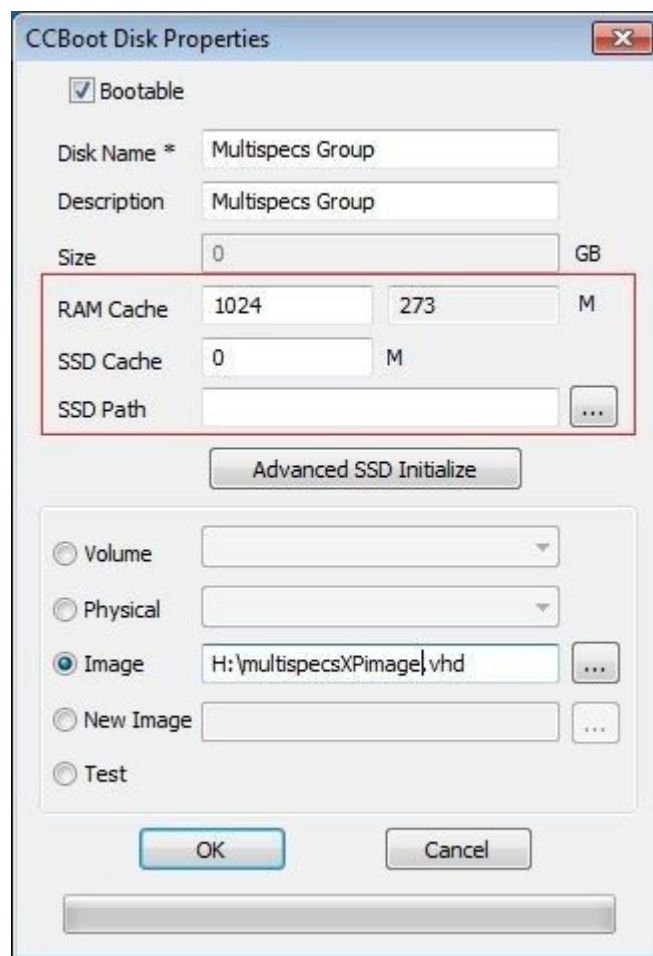 CCBoot Disk Properties
Bootable
Disk Name * Multispecs Group
Description Multispecs Group
Size 0 GB
RAM Cache 1024 273 M
SSD Cache 0 M
SSD Path ...
Advanced SSD Initialize
Volume
Physical
Image H:\multispecsXPimage.vhd ...
New Image ...
Test
OK Cancel